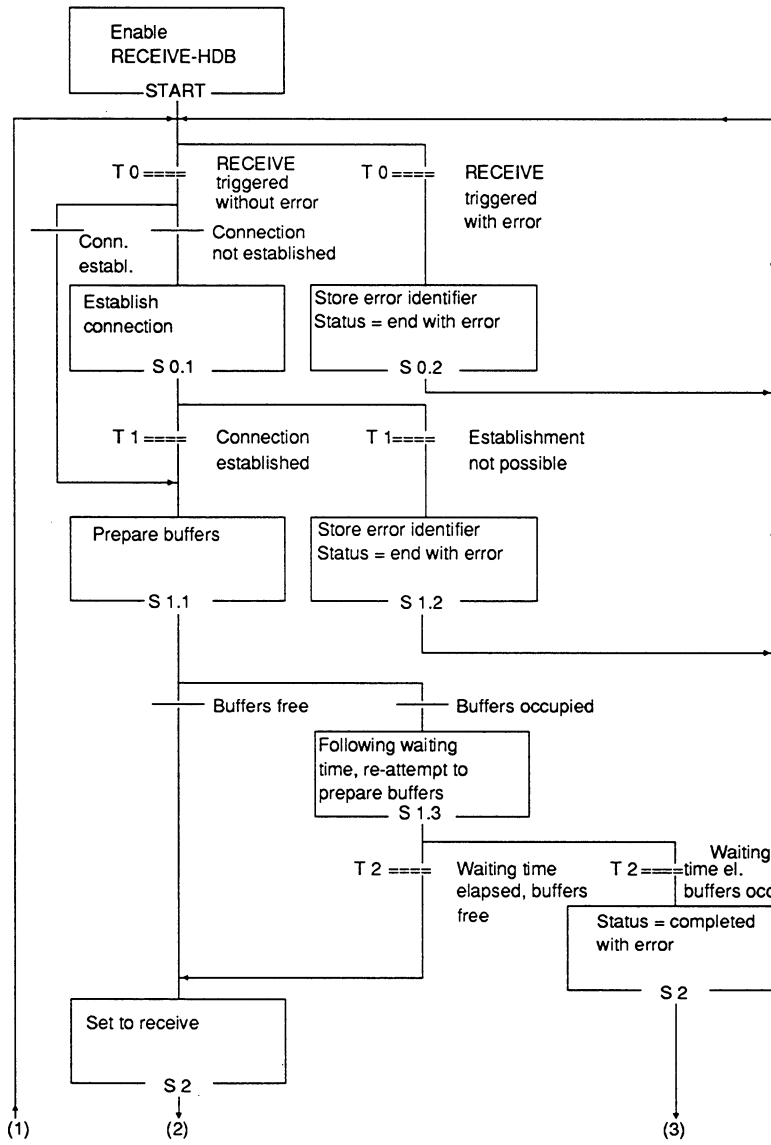 Enable
RECEIVE-HDB
START
T 0 ==== RECEIVE
triggered
without error
T 0 ==== RECEIVE
triggered
with error
Conn.
establ.
Connection
not established
Establish
connection
S 0.1
Store error identifier
Status = end with error
S 0.2
T 1 ==== Connection
established
T 1 ==== Establishment
not possible
Prepare buffers
S 1.1
Store error identifier
Status = end with error
S 1.2
Buffers free
Buffers occupied
Following waiting
time, re-attempt to
prepare buffers
S 1.3
T 2 ==== Waiting time
elapsed, buffers
free
Waiting
T 2 ==== time el.
buffers occ
Status = completed
with error
S 2
Set to receive
S 2
(1) (2) (3)